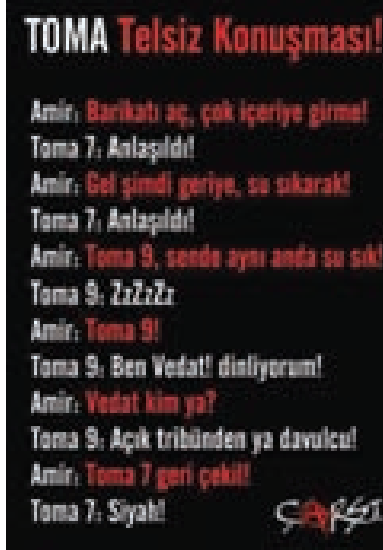 TOMA Telsiz Konuşması!
Amir: Barikatı aç, çok içeriye girme!
Toma 7: Anlaşıldı!
Amir: Gel şimdi geriye, su sıkarak!
Toma 7: Anlaşıldı!
Amir: Toma 9, sende aynı anda su sık!
Toma 9: ZzZzZz
Amir: Toma 9!
Toma 9: Ben Vedat! dinliyorum!
Amir: Vedat kim ya?
Toma 9: Açık tribünden ya davulcu!
Amir: Toma 7 geri çekil!
Toma 7: Siyah!
ÇARŞI